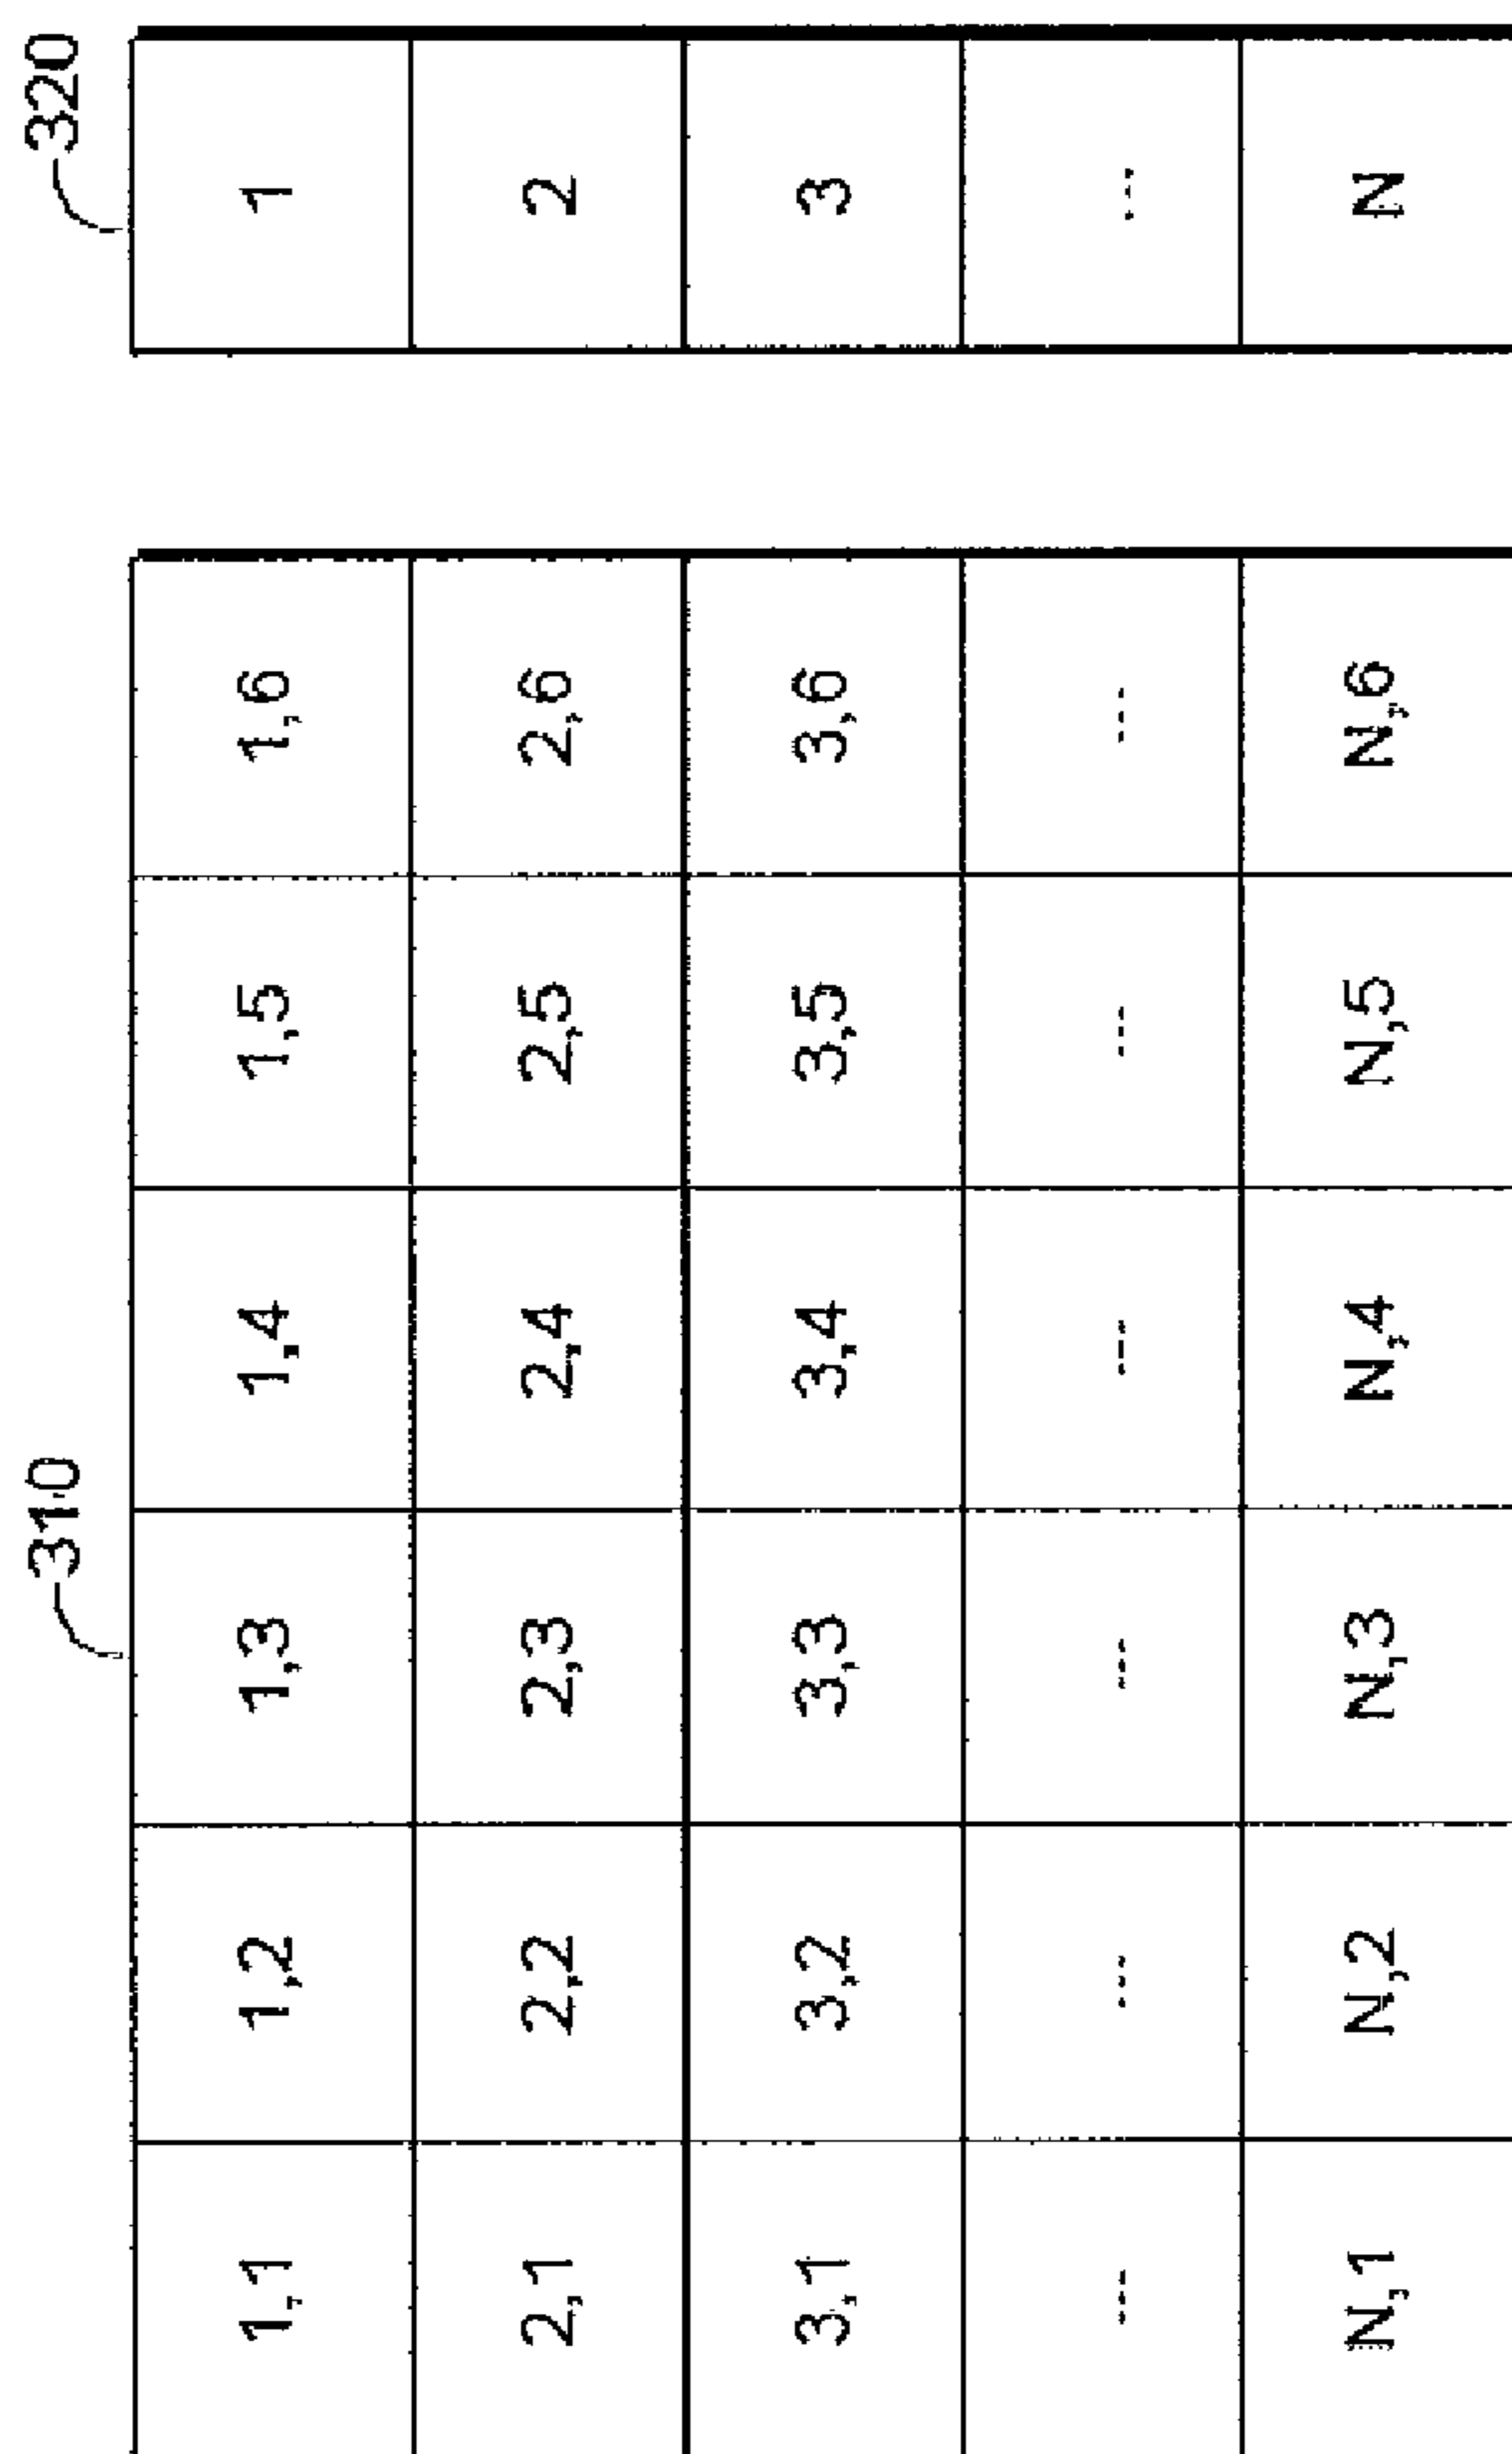 310
320
1,1 1,2 1,3 1,4 1,5 1,6 1
2,1 2,2 2,3 2,4 2,5 2,6 2
3,1 3,2 3,3 3,4 3,5 3,6 3
... ... ... ... ... ... ...
N,1 N,2 N,3 N,4 N,5 N,6 N